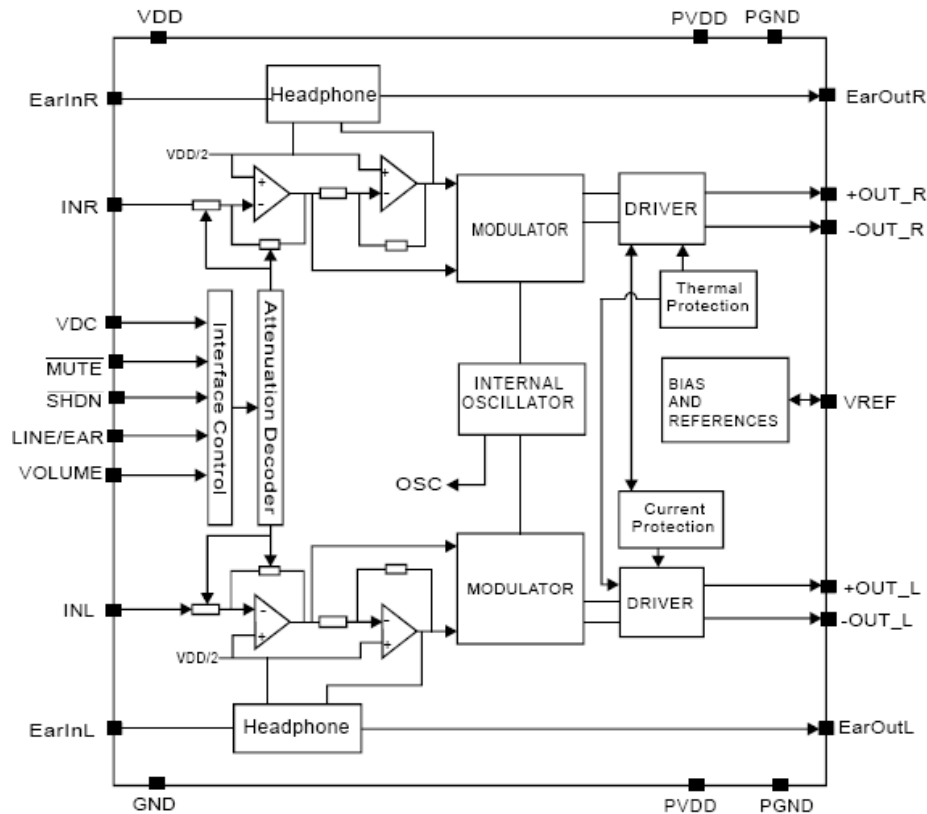 VDD
PVDD
PGND
EarInR
Headphone
EarOutR
VDD/2
+
-
+
-
INR
MODULATOR
DRIVER
+OUT_R
-OUT_R
Thermal
Protection
VDC
MUTE
SHDN
LINE/EAR
VOLUME
Interface Control
Attenuation Decoder
INTERNAL
OSCILLATOR
OSC
BIAS
AND
REFERENCES
VREF
Current
Protection
INL
-
+
-
+
VDD/2
MODULATOR
DRIVER
+OUT_L
-OUT_L
EarInL
Headphone
EarOutL
GND
PVDD
PGND